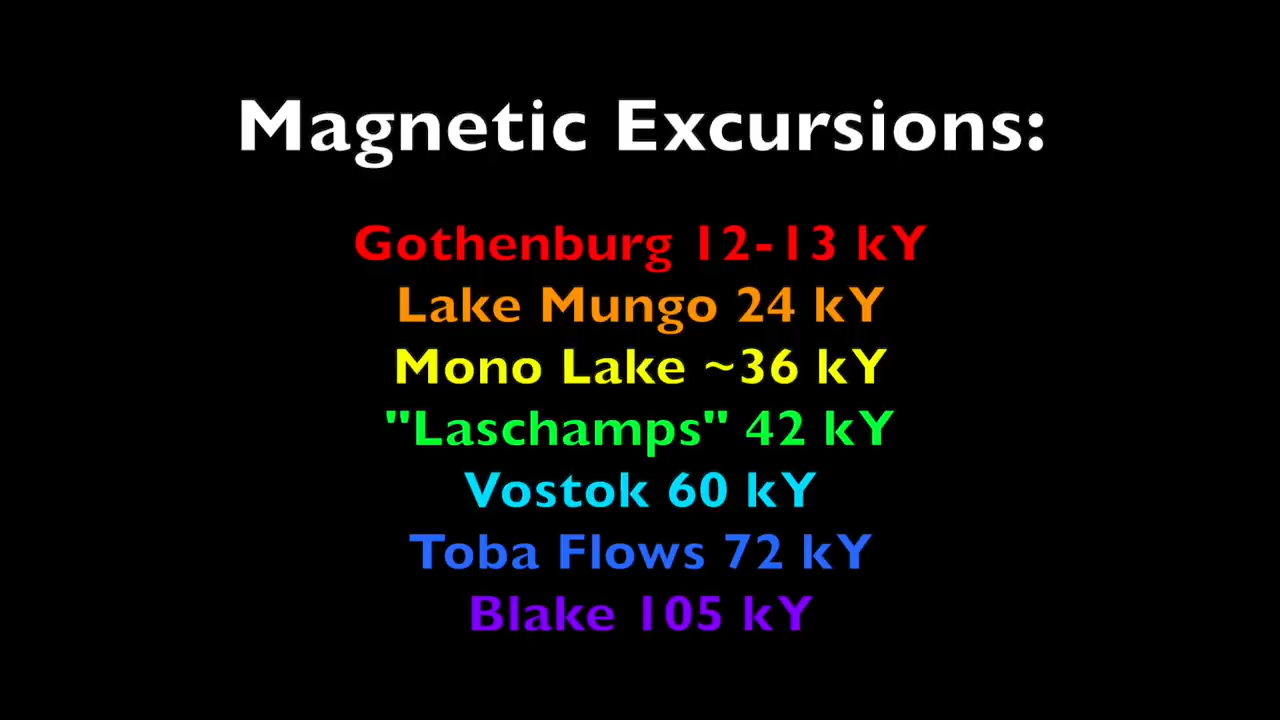 Magnetic Excursions:
Gothenburg 12-13 kY
Lake Mungo 24 kY
Mono Lake ~36 kY
"Laschamps" 42 kY
Vostok 60 kY
Toba Flows 72 kY
Blake 105 kY